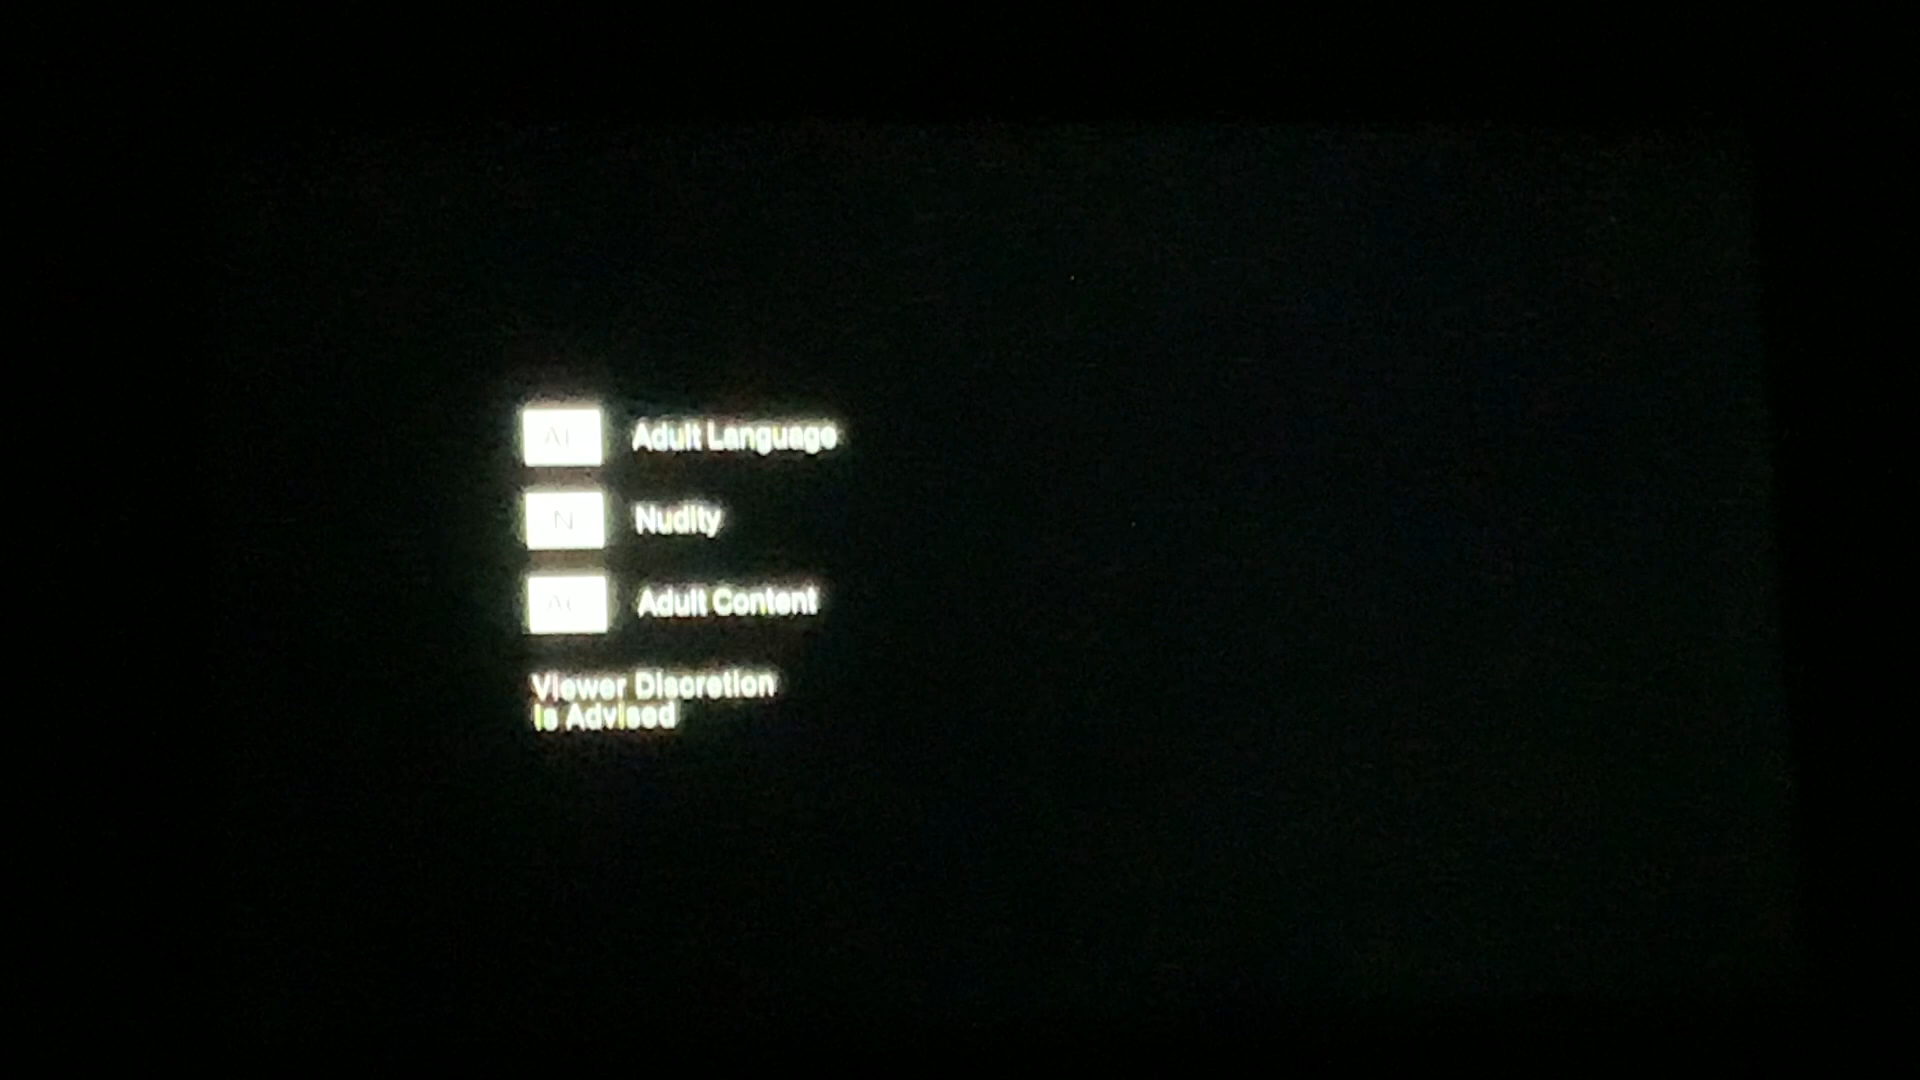 AL Adult Language
N Nudity
AC Adult Content
Viewer Discretion
Is Advised